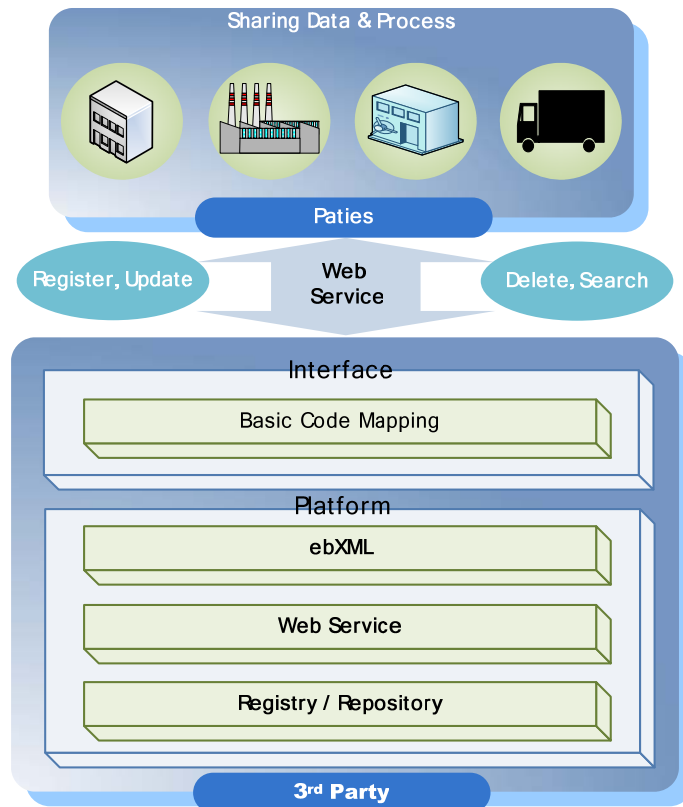 Sharing Data & Process
Paties
Register, Update
Web
Service
Delete, Search
Interface
Basic Code Mapping
Platform
ebXML
Web Service
Registry / Repository
3rd Party